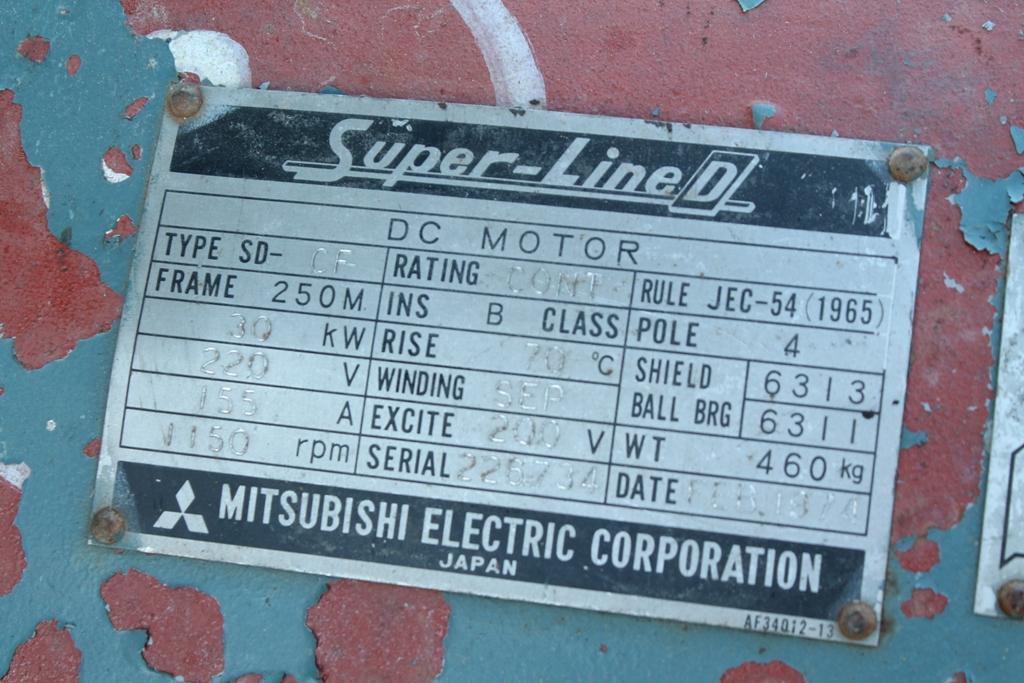 Super-Line D
DC MOTOR
TYPE SD- CF RATING CONT RULE JEC-54 (1965)
FRAME 250M INS B CLASS POLE 4
30 kW RISE 70 °C SHIELD 6313
220 V WINDING SEP BALL BRG 6311
155 A EXCITE 200 V WT 460 kg
1150 rpm SERIAL 226734 DATE FEB. 1974
MITSUBISHI ELECTRIC CORPORATION
JAPAN
AF34012-13